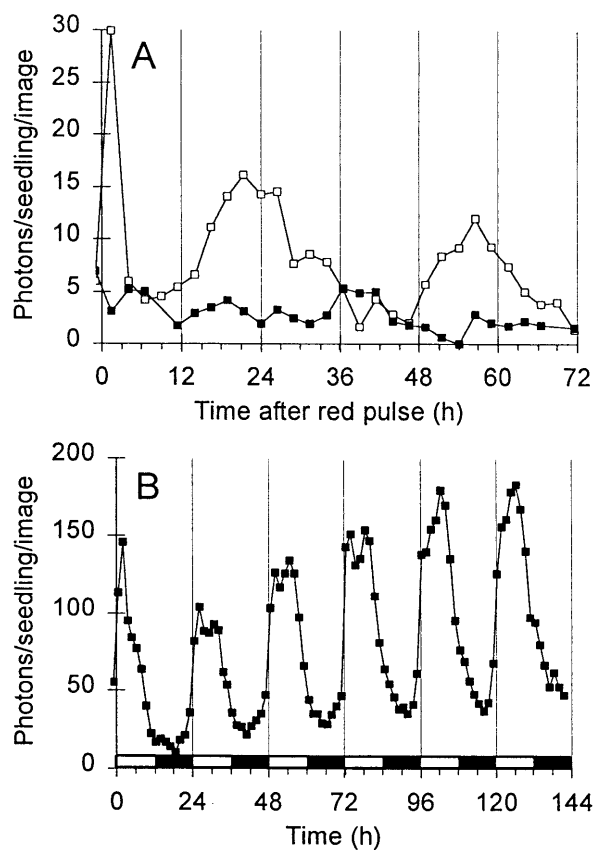 A
Photons/seedling/image
30
25
20
15
10
5
0
0 12 24 36 48 60 72
Time after red pulse (h)
B
Photons/seedling/image
200
150
100
50
0
0 24 48 72 96 120 144
Time (h)